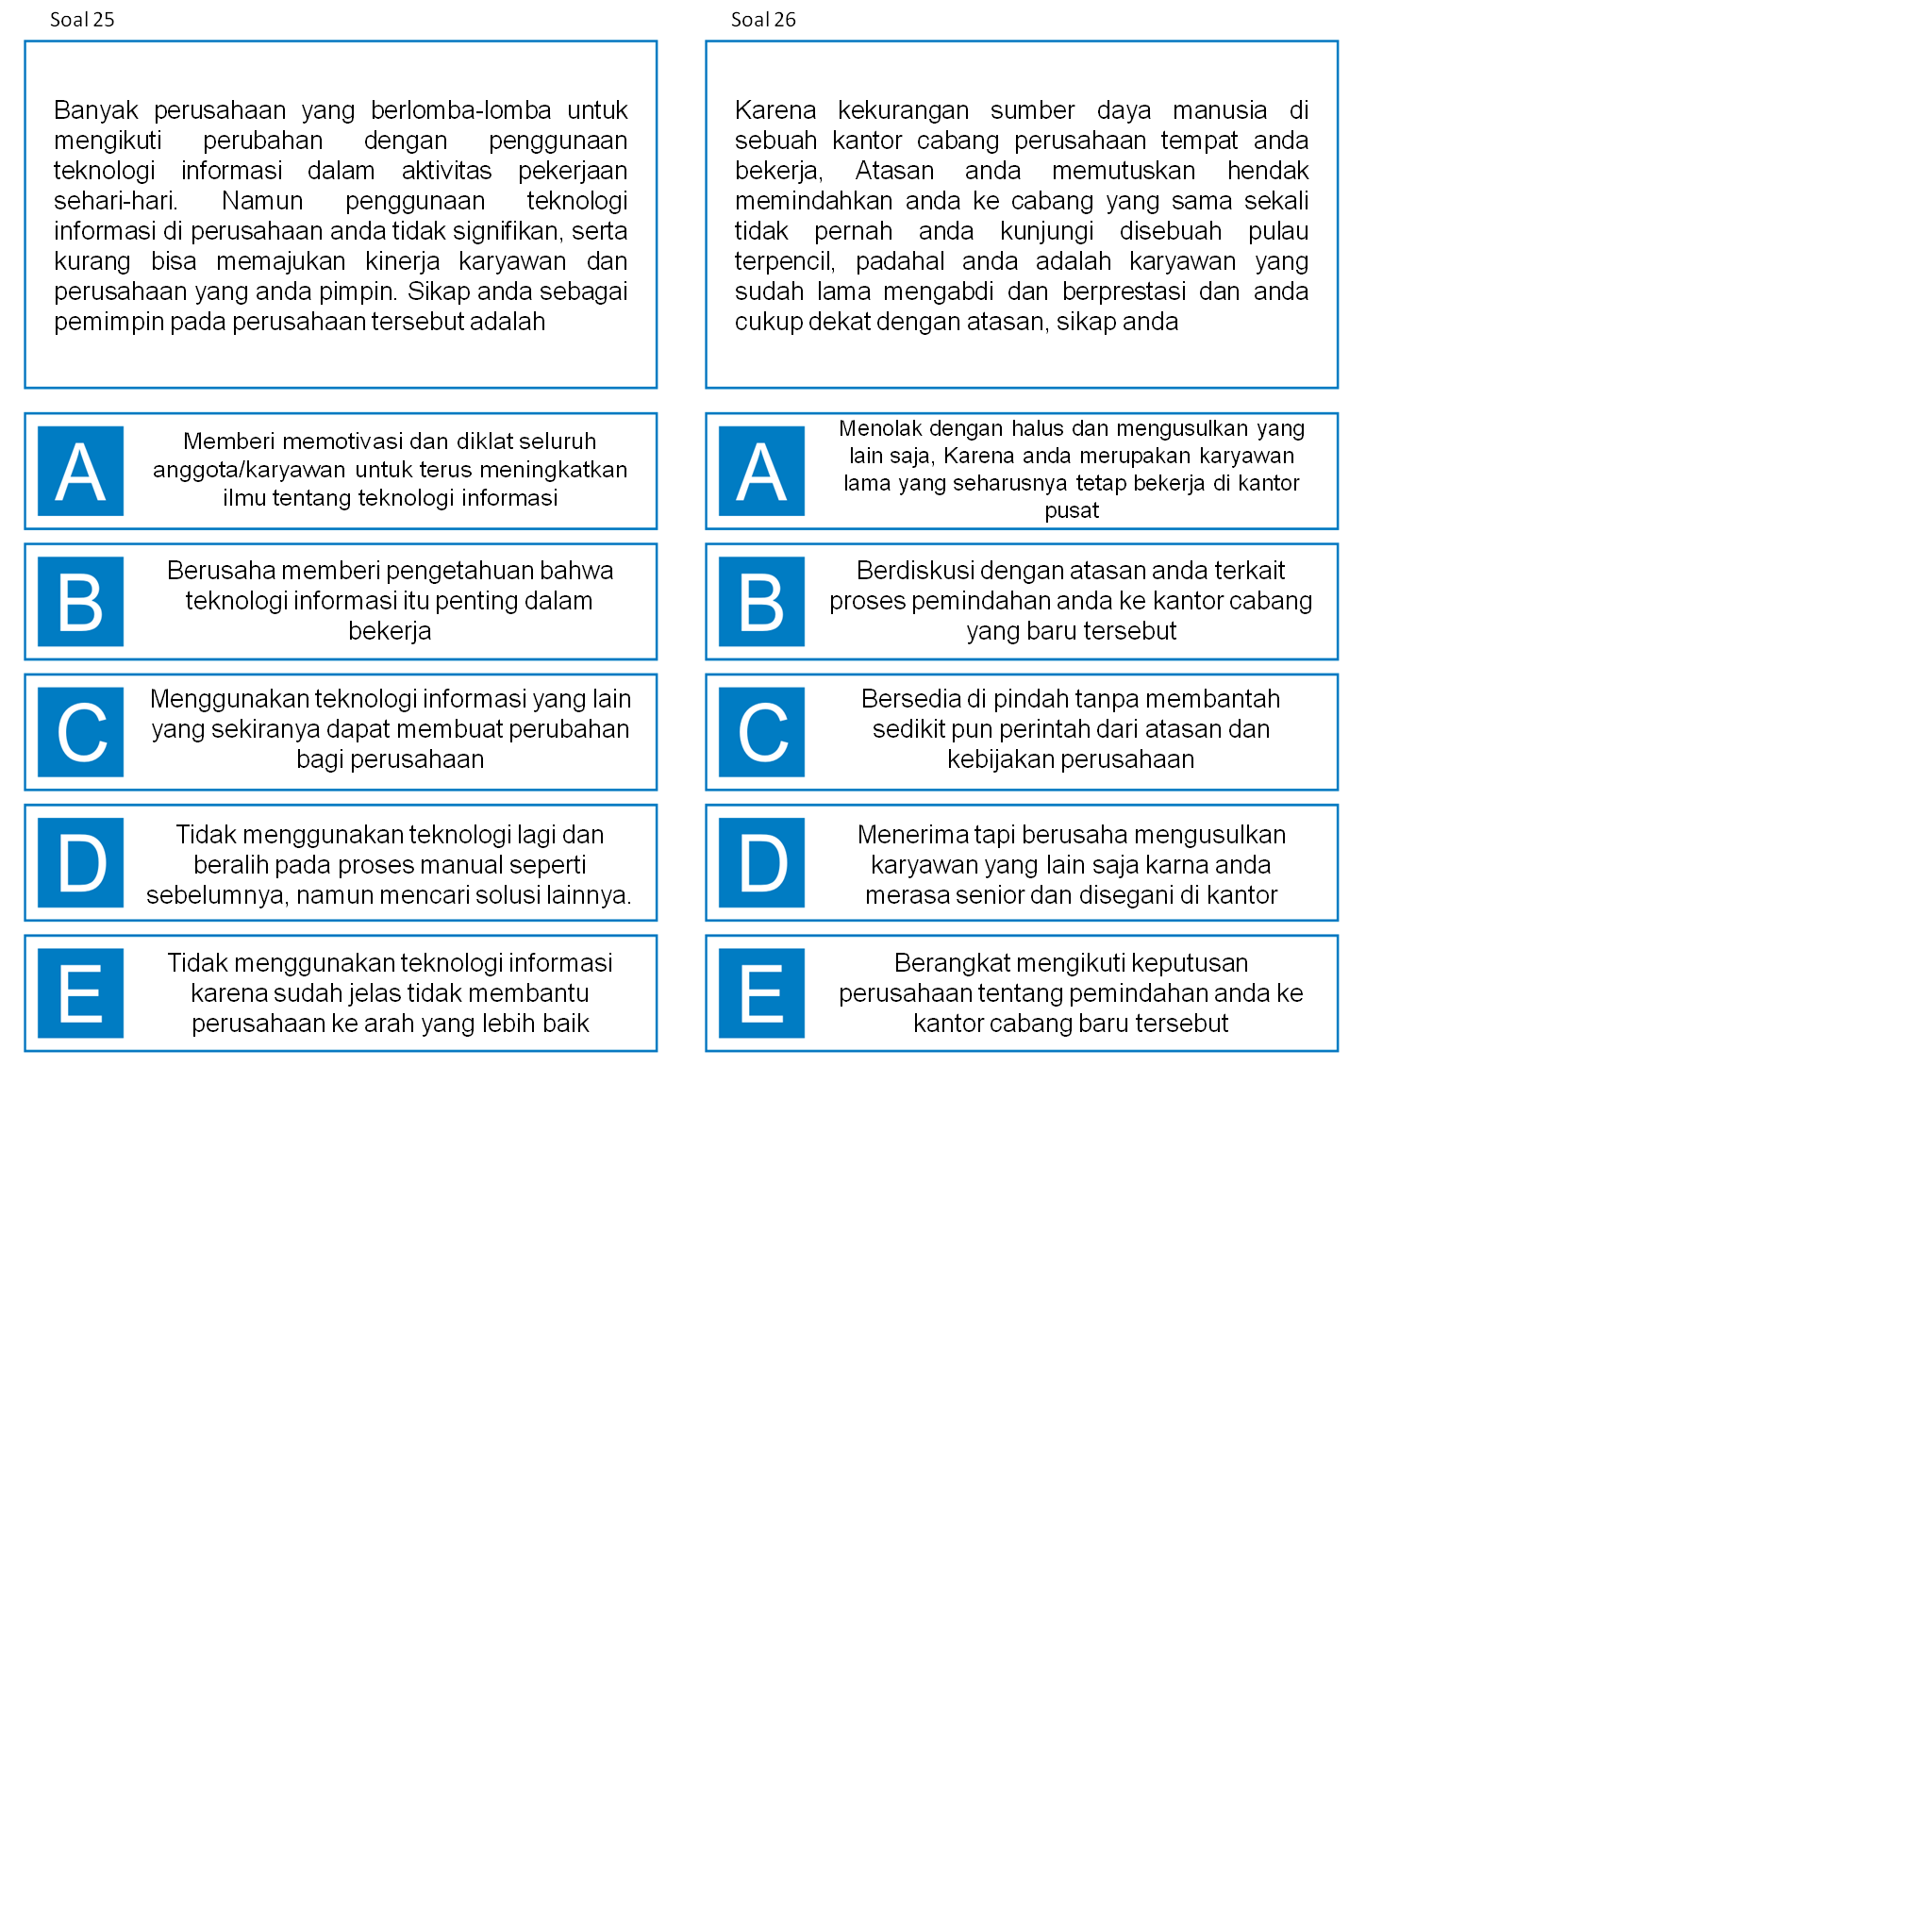 Soal 25
Banyak perusahaan yang berlomba-lomba untuk
mengikuti perubahan dengan penggunaan
teknologi informasi dalam aktivitas pekerjaan
sehari-hari. Namun penggunaan teknologi
informasi di perusahaan anda tidak signifikan, serta
kurang bisa memajukan kinerja karyawan dan
perusahaan yang anda pimpin. Sikap anda sebagai
pemimpin pada perusahaan tersebut adalah
A
Memberi memotivasi dan diklat seluruh
anggota/karyawan untuk terus meningkatkan
ilmu tentang teknologi informasi
B
Berusaha memberi pengetahuan bahwa
teknologi informasi itu penting dalam
bekerja
C
Menggunakan teknologi informasi yang lain
yang sekiranya dapat membuat perubahan
bagi perusahaan
D
Tidak menggunakan teknologi lagi dan
beralih pada proses manual seperti
sebelumnya, namun mencari solusi lainnya.
E
Tidak menggunakan teknologi informasi
karena sudah jelas tidak membantu
perusahaan ke arah yang lebih baik
Soal 26
Karena kekurangan sumber daya manusia di
sebuah kantor cabang perusahaan tempat anda
bekerja, Atasan anda memutuskan hendak
memindahkan anda ke cabang yang sama sekali
tidak pernah anda kunjungi disebuah pulau
terpencil, padahal anda adalah karyawan yang
sudah lama mengabdi dan berprestasi dan anda
cukup dekat dengan atasan, sikap anda
A
Menolak dengan halus dan mengusulkan yang
lain saja, Karena anda merupakan karyawan
lama yang seharusnya tetap bekerja di kantor
pusat
B
Berdiskusi dengan atasan anda terkait
proses pemindahan anda ke kantor cabang
yang baru tersebut
C
Bersedia di pindah tanpa membantah
sedikit pun perintah dari atasan dan
kebijakan perusahaan
D
Menerima tapi berusaha mengusulkan
karyawan yang lain saja karna anda
merasa senior dan disegani di kantor
E
Berangkat mengikuti keputusan
perusahaan tentang pemindahan anda ke
kantor cabang baru tersebut